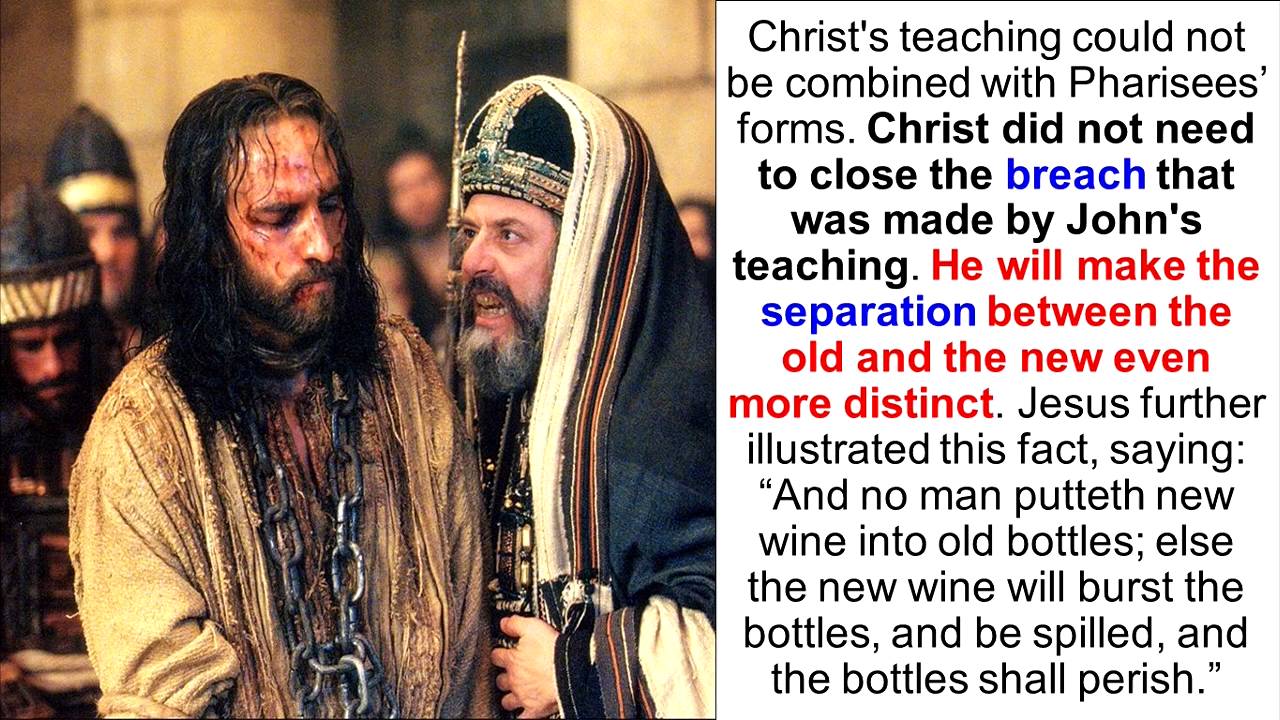 Christ's teaching could not
be combined with Pharisees’
forms. Christ did not need
to close the breach that
was made by John's
teaching. He will make the
separation between the
old and the new even
more distinct. Jesus further
illustrated this fact, saying:
“And no man putteth new
wine into old bottles; else
the new wine will burst the
bottles, and be spilled, and
the bottles shall perish.”